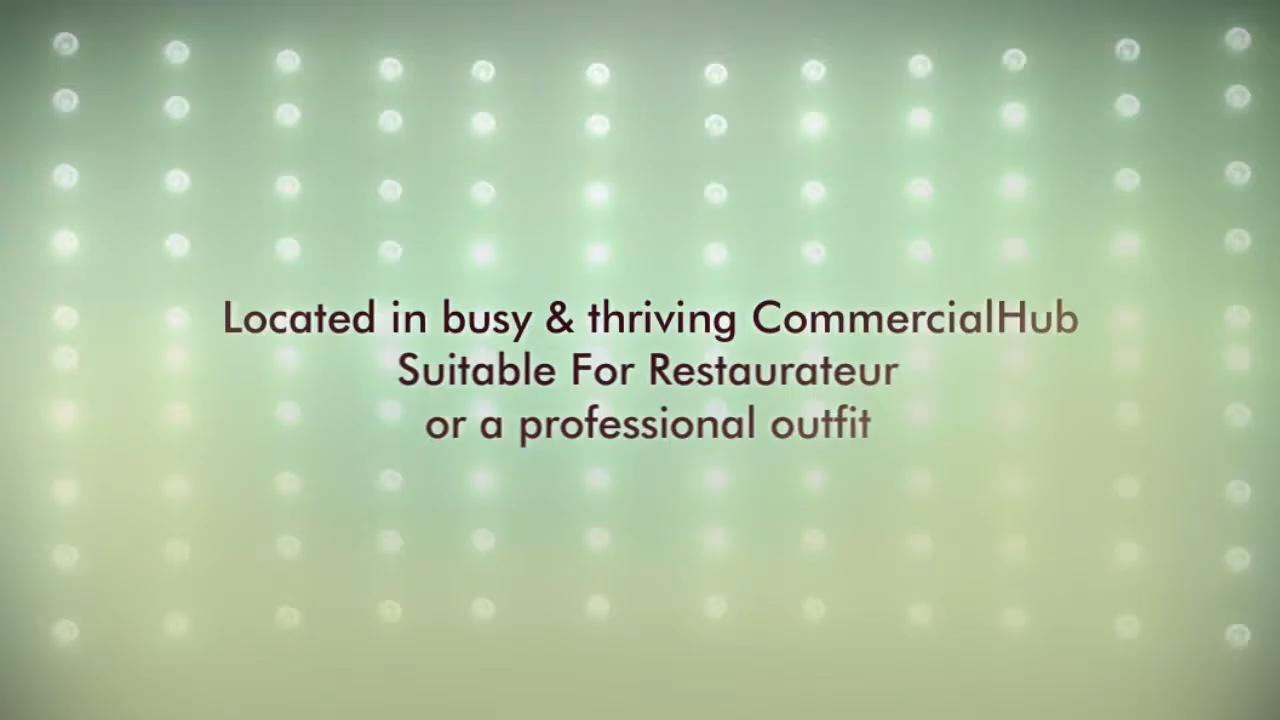 Located in busy & thriving CommercialHub
Suitable For Restaurateur
or a professional outfit